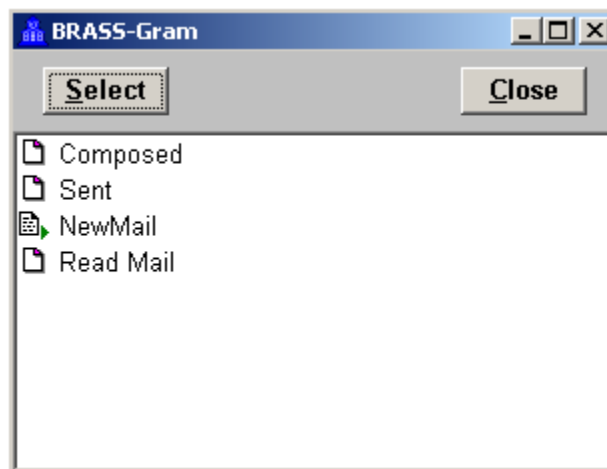 BRASS-Gram
Select Close
Composed
Sent
NewMail
Read Mail